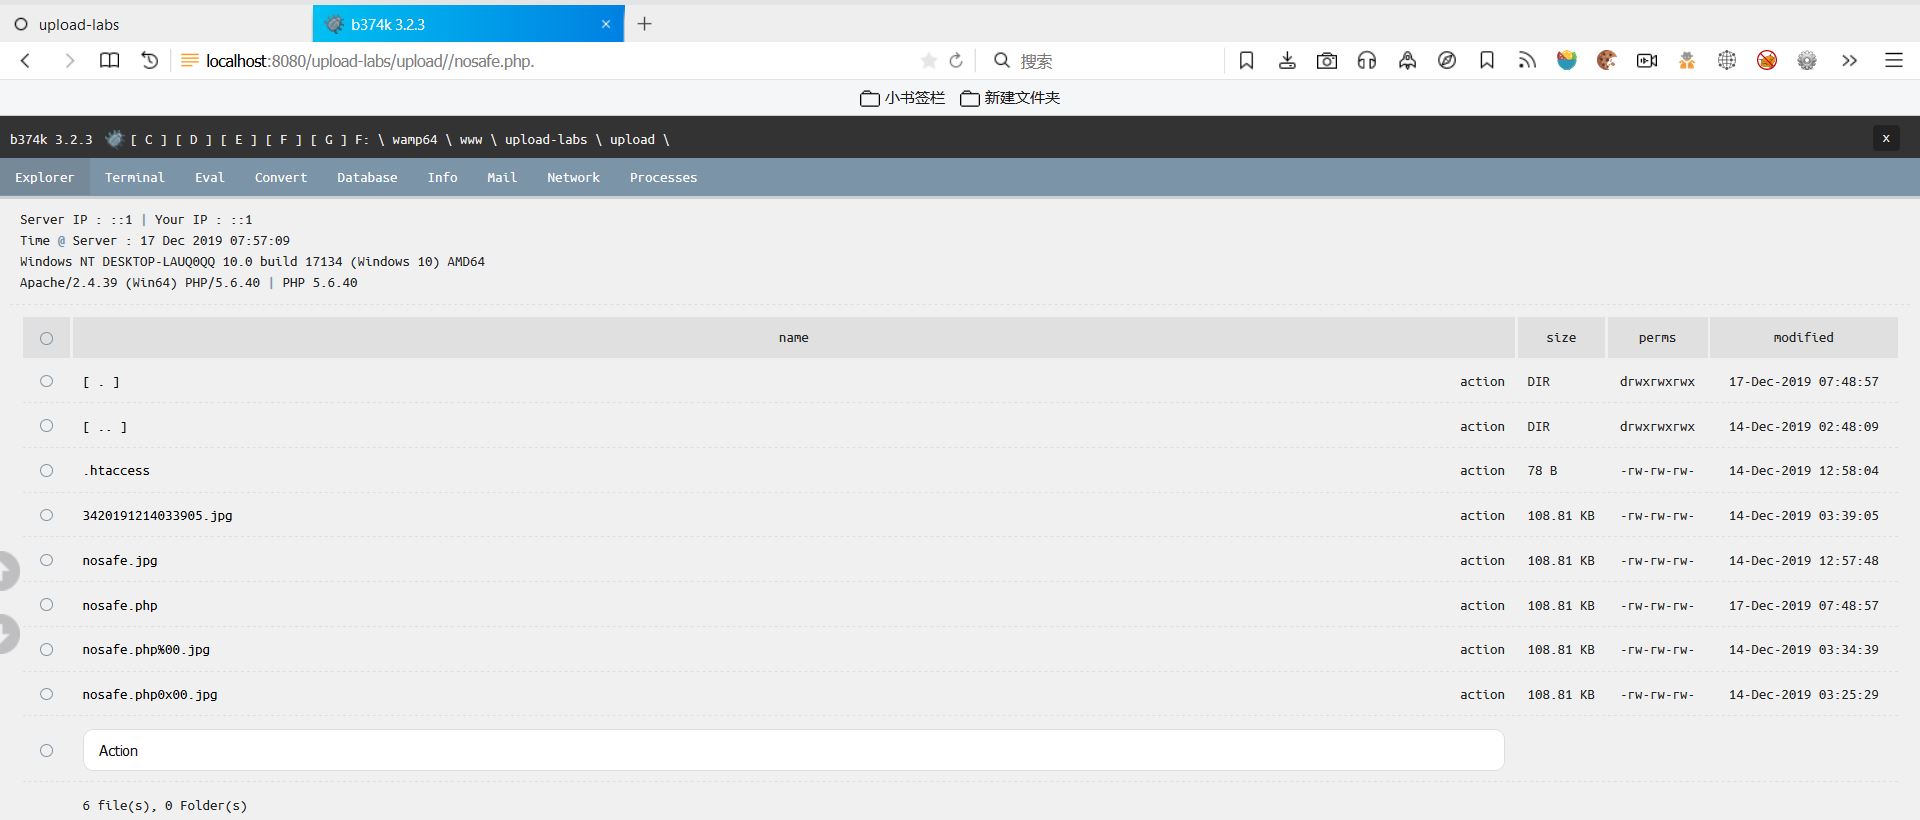 upload-labs
b374k 3.2.3
localhost:8080/upload-labs/upload//nosafe.php.
搜索
小书签栏 新建文件夹
b374k 3.2.3 [ C ] [ D ] [ E ] [ F ] [ G ] F: \ wamp64 \ www \ upload-labs \ upload \ x
Explorer Terminal Eval Convert Database Info Mail Network Processes
Server IP : ::1 | Your IP : ::1
Time @ Server : 17 Dec 2019 07:57:09
Windows NT DESKTOP-LAUQ0QQ 10.0 build 17134 (Windows 10) AMD64
Apache/2.4.39 (Win64) PHP/5.6.40 | PHP 5.6.40
name size perms modified
[ . ] action DIR drwxrwxrwx 17-Dec-2019 07:48:57
[ .. ] action DIR drwxrwxrwx 14-Dec-2019 02:48:09
.htaccess action 78 B -rw-rw-rw- 14-Dec-2019 12:58:04
3420191214033905.jpg action 108.81 KB -rw-rw-rw- 14-Dec-2019 03:39:05
nosafe.jpg action 108.81 KB -rw-rw-rw- 14-Dec-2019 12:57:48
nosafe.php action 108.81 KB -rw-rw-rw- 17-Dec-2019 07:48:57
nosafe.php%00.jpg action 108.81 KB -rw-rw-rw- 14-Dec-2019 03:34:39
nosafe.php0x00.jpg action 108.81 KB -rw-rw-rw- 14-Dec-2019 03:25:29
Action
6 file(s), 0 Folder(s)